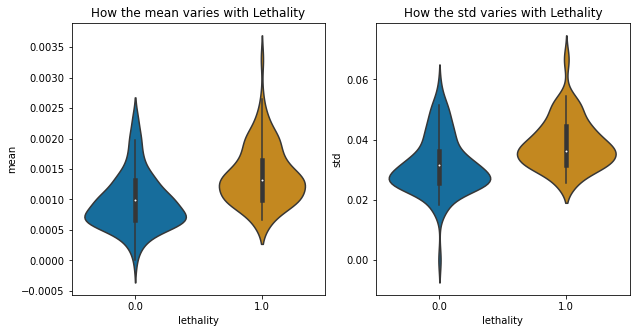 How the mean varies with Lethality
mean
0.0035
0.0030
0.0025
0.0020
0.0015
0.0010
0.0005
0.0000
−0.0005
0.0
1.0
lethality
How the std varies with Lethality
std
0.06
0.04
0.02
0.00
0.0
1.0
lethality